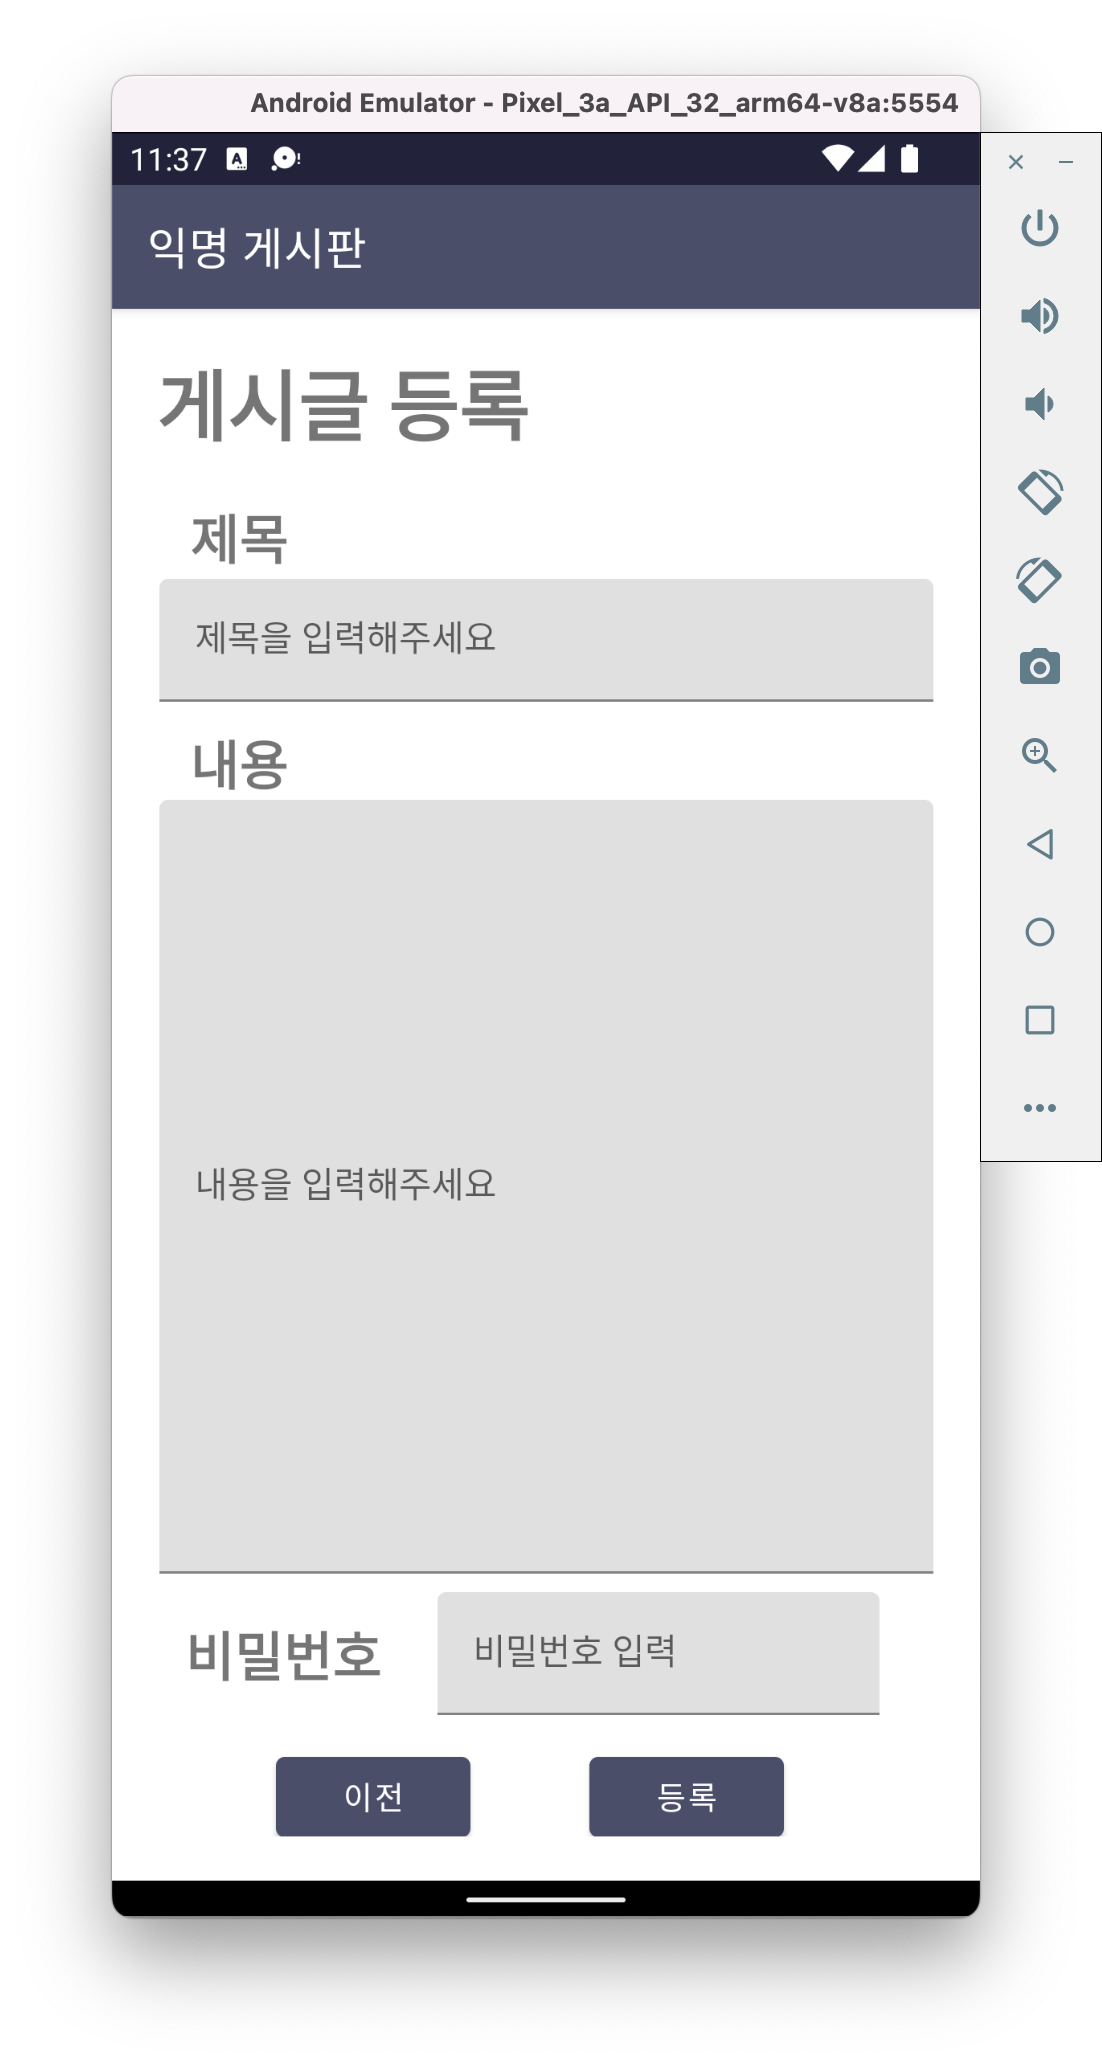 Android Emulator - Pixel_3a_API_32_arm64-v8a:5554
11:37
익명 게시판
게시글 등록
제목
제목을 입력해주세요
내용
내용을 입력해주세요
비밀번호 비밀번호 입력
이전 등록